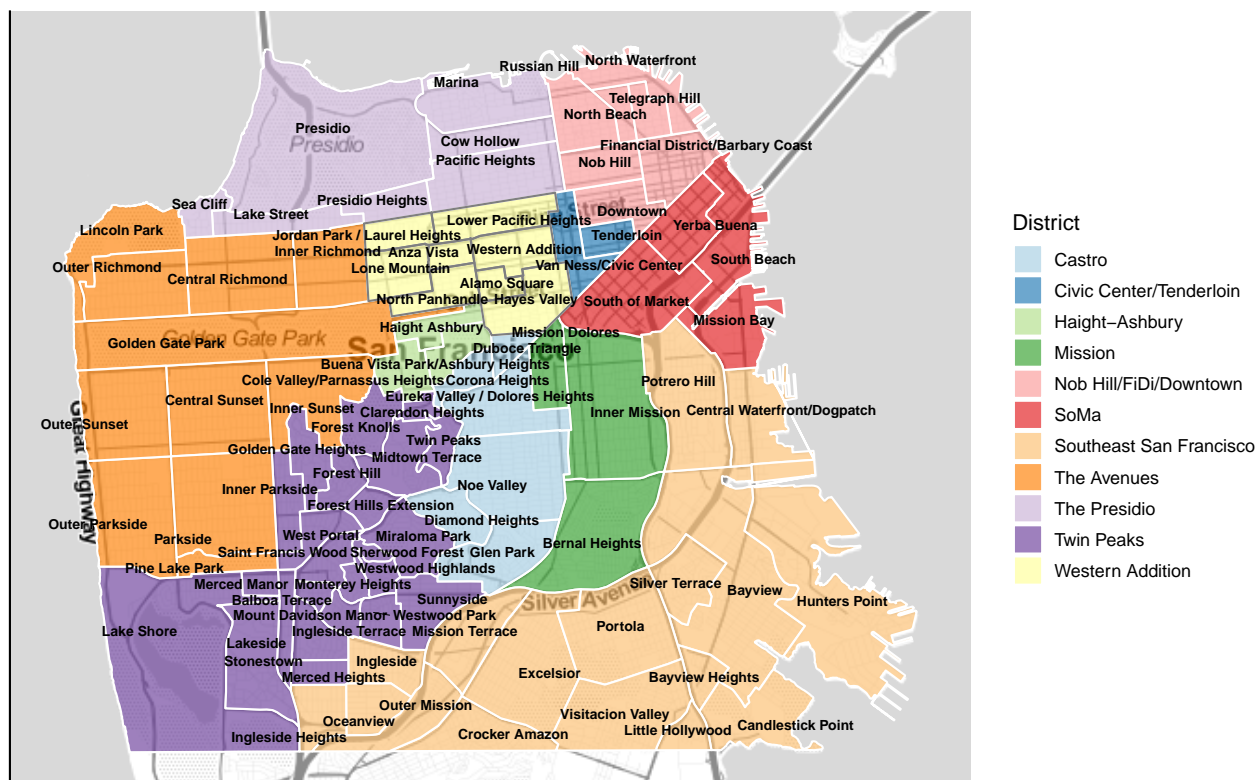 North Waterfront
Russian Hill
Marina
Telegraph Hill
North Beach
Presidio
Presidio
Cow Hollow
Financial District/Barbary Coast
Pacific Heights
Nob Hill
Presidio Heights
Sea Cliff
Lake Street
Downtown
Lower Pacific Heights
Lincoln Park
Yerba Buena
Jordan Park / Laurel Heights
Tenderloin
Inner Richmond
Anza Vista
Western Addition
South Beach
Outer Richmond
Lone Mountain
Van Ness/Civic Center
Central Richmond
Alamo Square
North Panhandle
Hayes Valley
South of Market
Mission Bay
Haight Ashbury
Mission Dolores
Golden Gate Park
Golden Gate Park
San Francisco
Duboce Triangle
Buena Vista Park/Ashbury Heights
Cole Valley/Parnassus Heights
Corona Heights
Potrero Hill
Eureka Valley / Dolores Heights
Central Sunset
Inner Sunset
Clarendon Heights
Inner Mission
Central Waterfront/Dogpatch
Outer Sunset
Great Highway
Forest Knolls
Twin Peaks
Golden Gate Heights
Midtown Terrace
Forest Hill
Noe Valley
Inner Parkside
Forest Hills Extension
Outer Parkside
Diamond Heights
West Portal
Miraloma Park
Parkside
Bernal Heights
Saint Francis Wood
Sherwood Forest
Glen Park
Pine Lake Park
Westwood Highlands
Merced Manor
Monterey Heights
Silver Terrace
Bayview
Balboa Terrace
Sunnyside
Silver Avenue
Hunters Point
Mount Davidson Manor
Westwood Park
Lake Shore
Ingleside Terrace
Mission Terrace
Portola
Lakeside
Stonestown
Ingleside
Merced Heights
Excelsior
Bayview Heights
Outer Mission
Oceanview
Visitacion Valley
Candlestick Point
Ingleside Heights
Crocker Amazon
Little Hollywood
District
Castro
Civic Center/Tenderloin
Haight−Ashbury
Mission
Nob Hill/FiDi/Downtown
SoMa
Southeast San Francisco
The Avenues
The Presidio
Twin Peaks
Western Addition